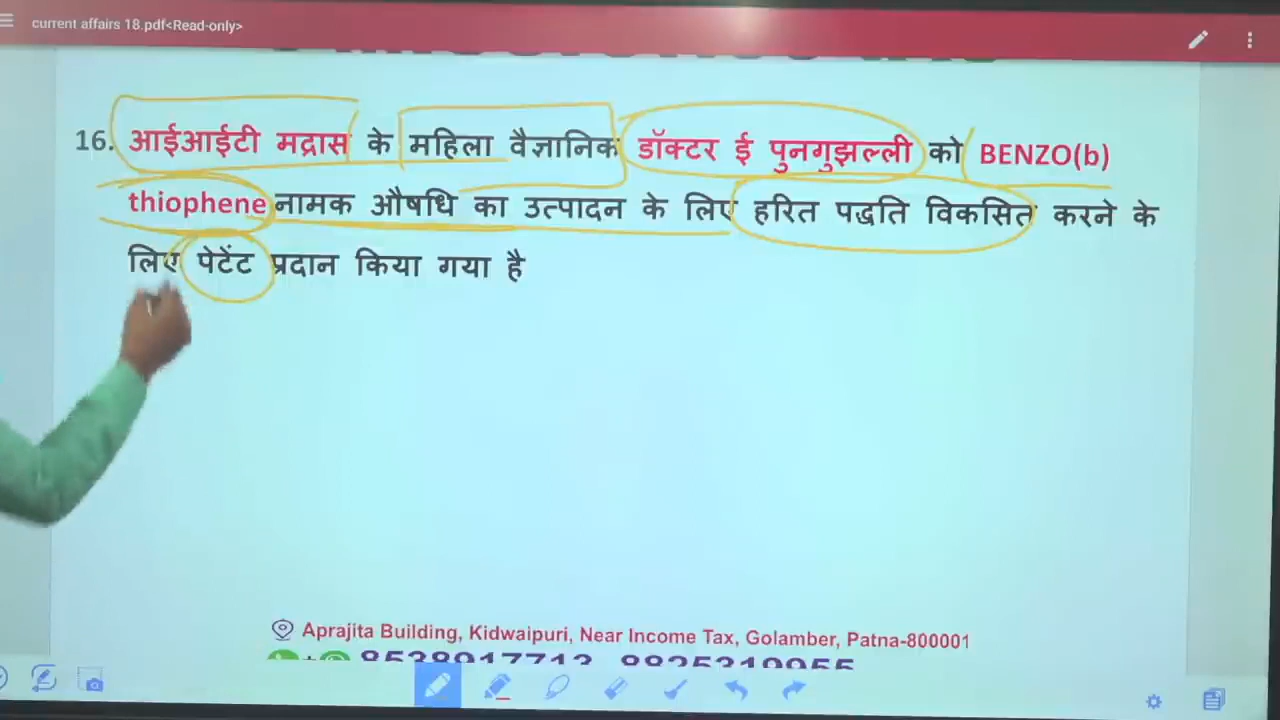 current affairs 18.pdf<Read-only>
16. आईआईटी मद्रास के महिला वैज्ञानिक डॉक्टर ई पुनगुझल्ली को BENZO(b)
thiophene नामक औषधि का उत्पादन के लिए हरित पद्धति विकसित करने के
लिए पेटेंट प्रदान किया गया है
Aprajita Building, Kidwaipuri, Near Income Tax, Golamber, Patna-800001